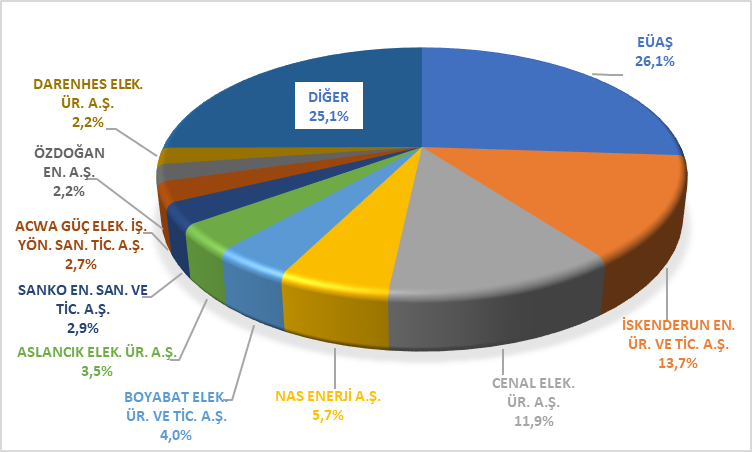 EÜAŞ
26,1%
İSKENDERUN EN.
ÜR. VE TİC. A.Ş.
13,7%
CENAL ELEK.
ÜR. A.Ş.
11,9%
NAS ENERJİ A.Ş.
5,7%
BOYABAT ELEK.
ÜR. VE TİC. A.Ş.
4,0%
ASLANCIK ELEK. ÜR. A.Ş.
3,5%
SANKO EN. SAN. VE
TİC. A.Ş.
2,9%
ACWA GÜÇ ELEK. İŞ.
YÖN. SAN. TİC. A.Ş.
2,7%
ÖZDOĞAN
EN. A.Ş.
2,2%
DARENHES ELEK.
ÜR. A.Ş.
2,2%
DİĞER
25,1%